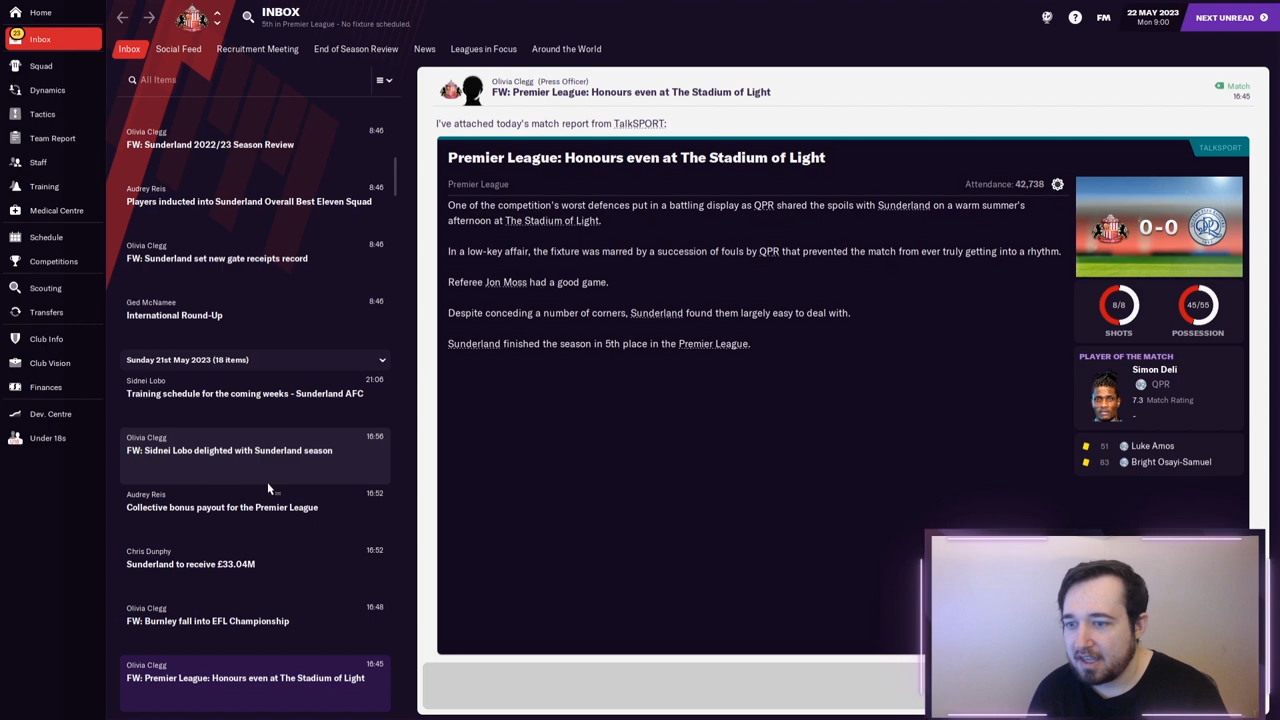 Home
INBOX
5th in Premier League - No fixture scheduled.
FM
22 MAY 2023
Mon 9:00
NEXT UNREAD
23
Inbox
Squad
Dynamics
Tactics
Team Report
Staff
Training
Medical Centre
Schedule
Competitions
Scouting
Transfers
Club Info
Club Vision
Finances
Dev. Centre
Under 18s
Inbox
Social Feed
Recruitment Meeting
End of Season Review
News
Leagues in Focus
Around the World
All Items
Olivia Clegg 8:46
FW: Sunderland 2022/23 Season Review
Audrey Reis 8:46
Players inducted into Sunderland Overall Best Eleven Squad
Olivia Clegg 8:46
FW: Sunderland set new gate receipts record
Ged McNamee 8:46
International Round-Up
Sunday 21st May 2023 (18 items)
Sidnei Lobo 21:06
Training schedule for the coming weeks - Sunderland AFC
Olivia Clegg 16:56
FW: Sidnei Lobo delighted with Sunderland season
Audrey Reis 16:52
Collective bonus payout for the Premier League
Chris Dunphy 16:52
Sunderland to receive £33.04M
Olivia Clegg 16:48
FW: Burnley fall into EFL Championship
Olivia Clegg 16:45
FW: Premier League: Honours even at The Stadium of Light
Olivia Clegg (Press Officer)
FW: Premier League: Honours even at The Stadium of Light
Match
16:45
I've attached today's match report from TalkSPORT:
Premier League: Honours even at The Stadium of Light
TALKSPORT
Premier League
Attendance: 42,738
One of the competition's worst defences put in a battling display as QPR shared the spoils with Sunderland on a warm summer's
afternoon at The Stadium of Light.
In a low-key affair, the fixture was marred by a succession of fouls by QPR that prevented the match from ever truly getting into a rhythm.
Referee Jon Moss had a good game.
Despite conceding a number of corners, Sunderland found them largely easy to deal with.
Sunderland finished the season in 5th place in the Premier League.
0-0
8/8
SHOTS
45/55
POSSESSION
PLAYER OF THE MATCH
Simon Deli
QPR
7.3 Match Rating
-
51 Luke Amos
83 Bright Osayi-Samuel